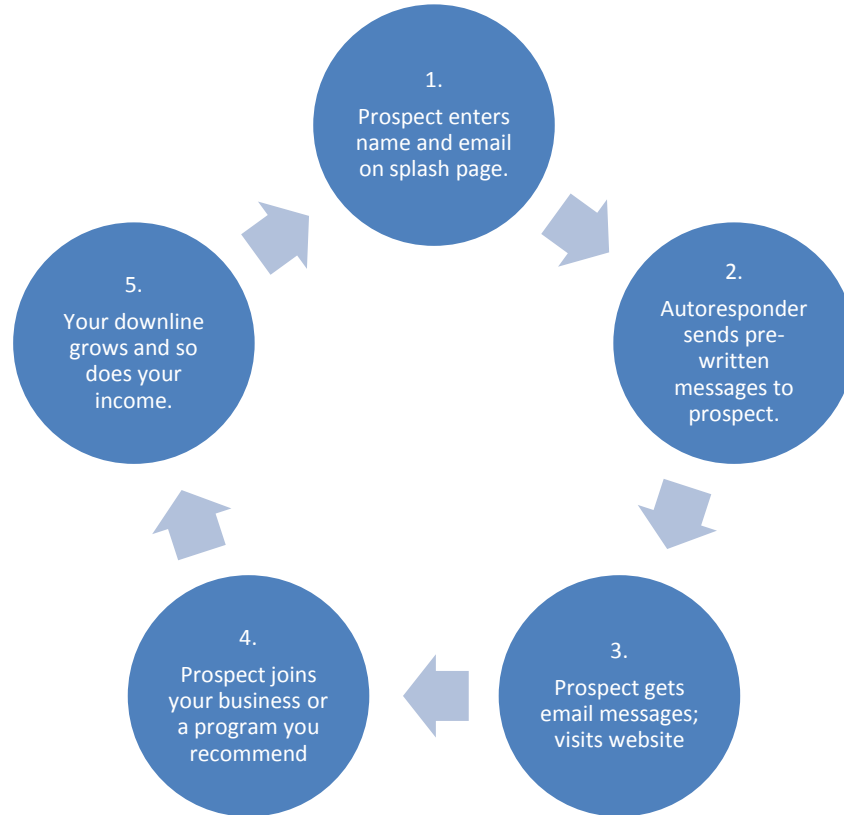 1.
Prospect enters
name and email
on splash page.
2.
Autoresponder
sends pre-
written
messages to
prospect.
3.
Prospect gets
email messages;
visits website
4.
Prospect joins
your business or
a program you
recommend
5.
Your downline
grows and so
does your
income.